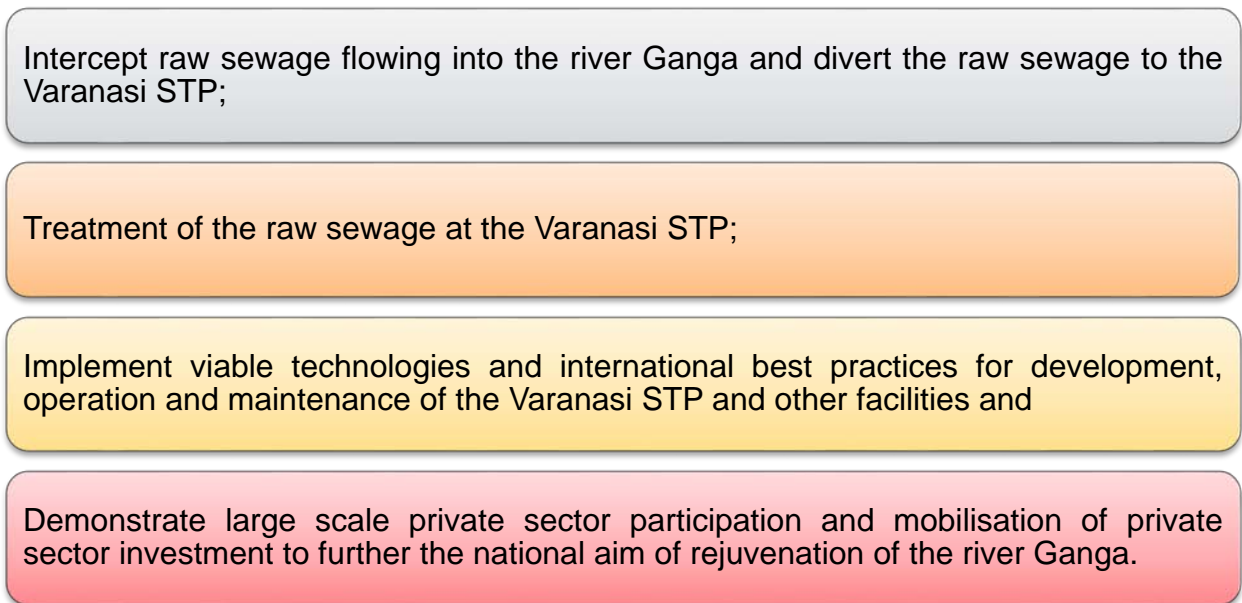 Intercept raw sewage flowing into the river Ganga and divert the raw sewage to the
Varanasi STP;
Treatment of the raw sewage at the Varanasi STP;
Implement viable technologies and international best practices for development,
operation and maintenance of the Varanasi STP and other facilities and
Demonstrate large scale private sector participation and mobilisation of private
sector investment to further the national aim of rejuvenation of the river Ganga.